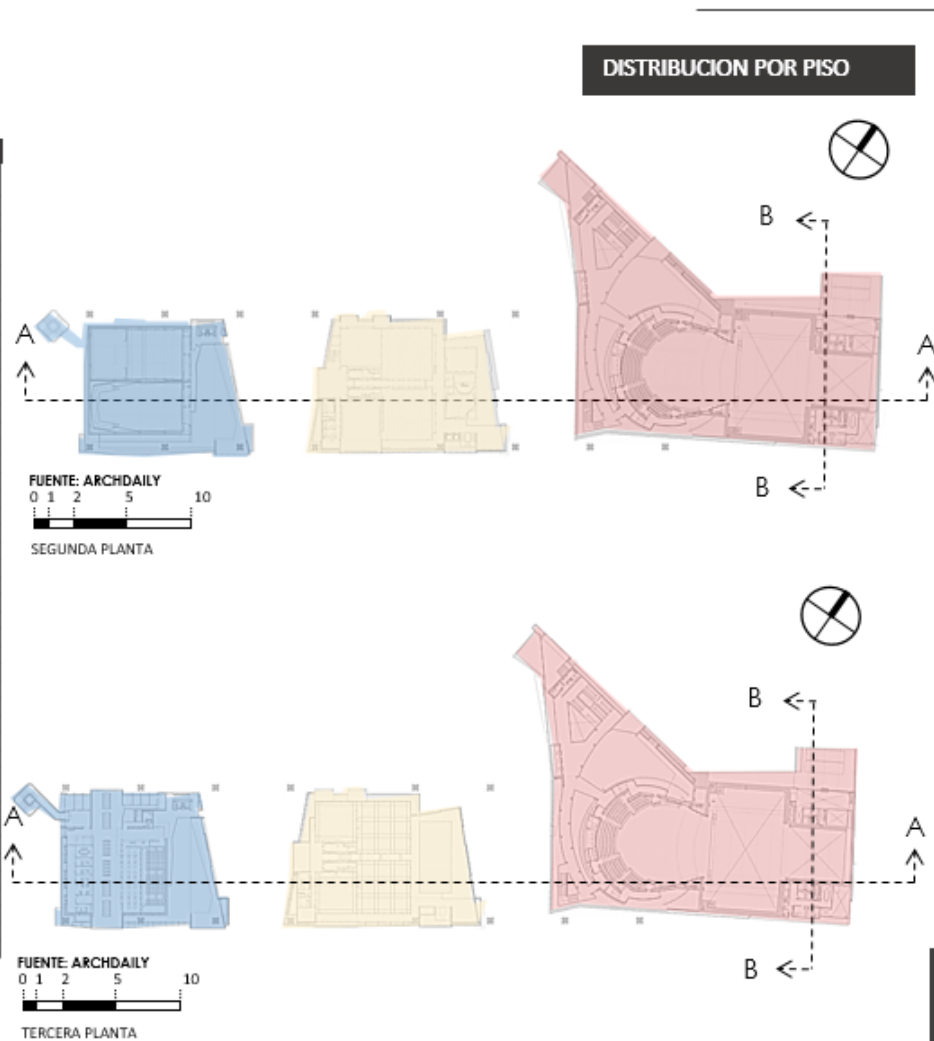 DISTRIBUCION POR PISO
B
A
A
B
FUENTE: ARCHDAILY
0 1 2 5 10
SEGUNDA PLANTA
B
A
A
B
FUENTE: ARCHDAILY
0 1 2 5 10
TERCERA PLANTA